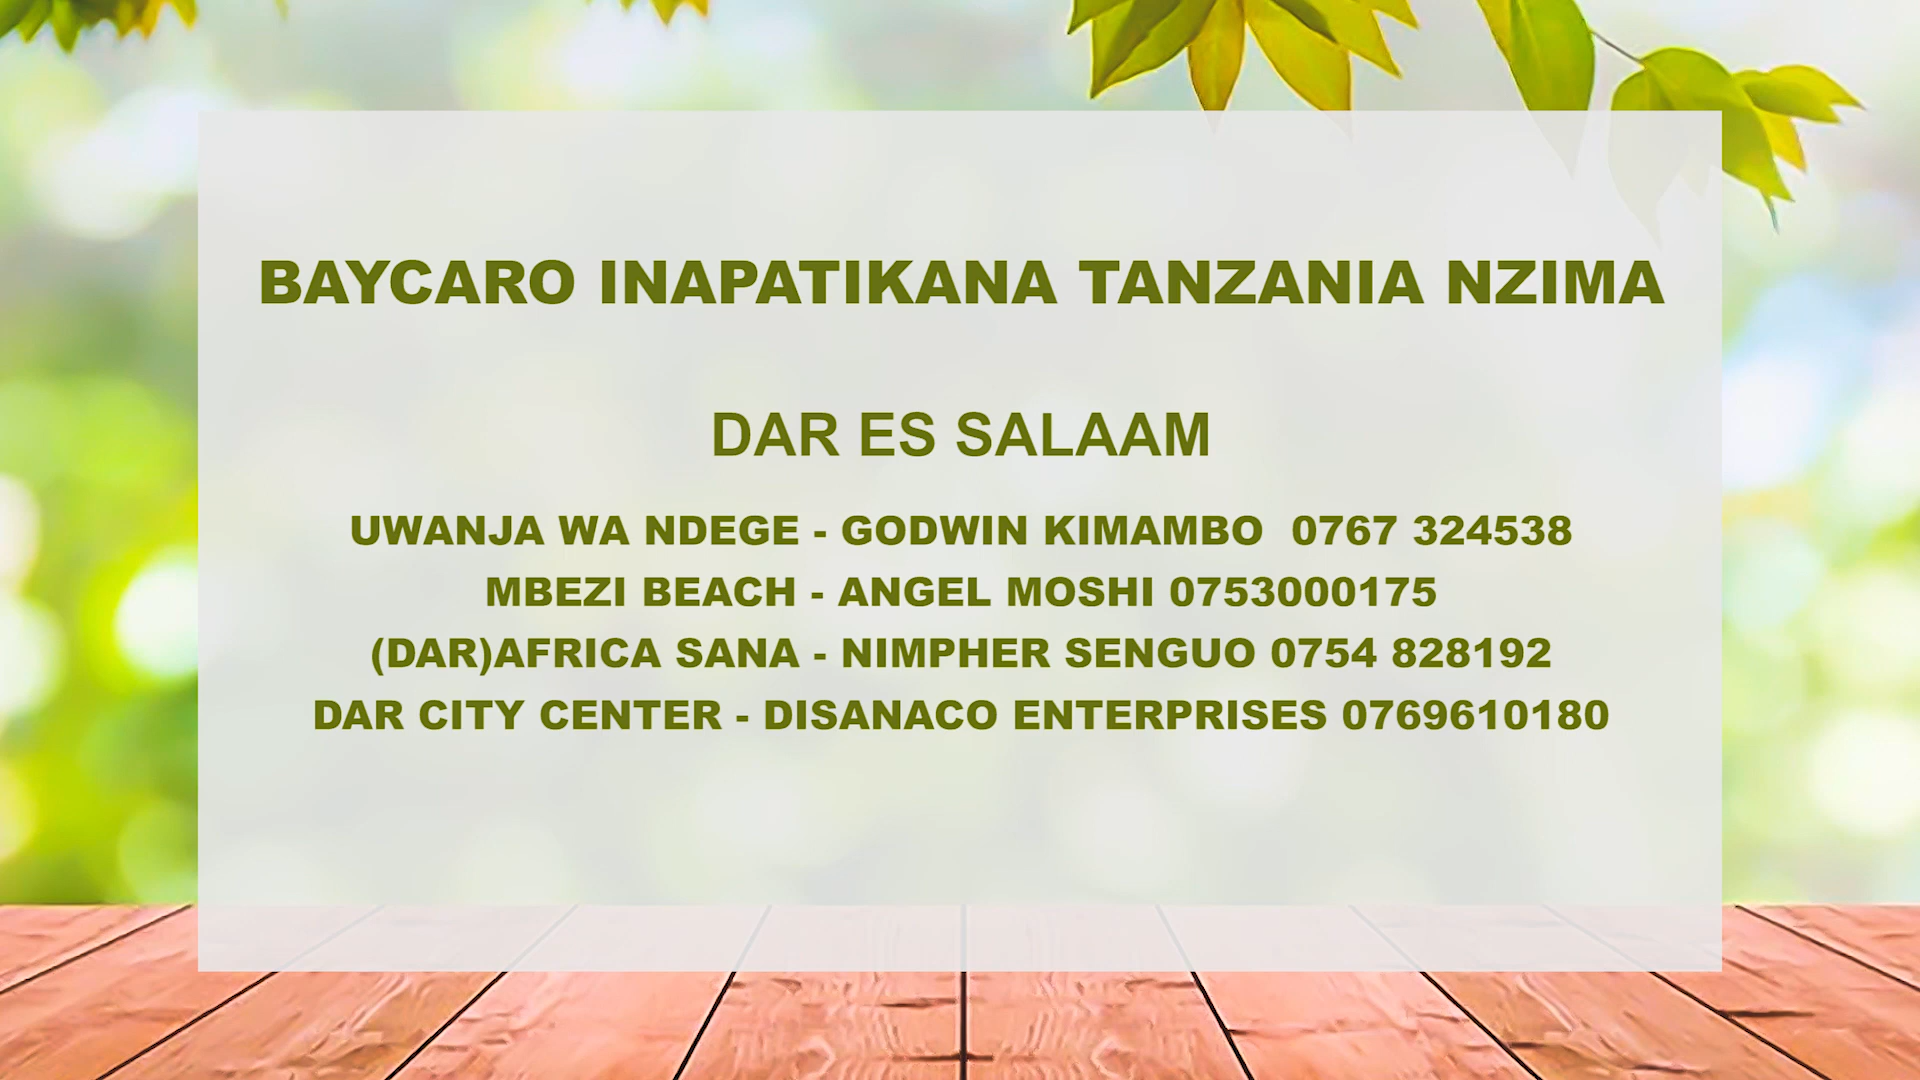 BAYCARO INAPATIKANA TANZANIA NZIMA
DAR ES SALAAM
UWANJA WA NDEGE - GODWIN KIMAMBO  0767 324538
MBEZI BEACH - ANGEL MOSHI 0753000175
(DAR)AFRICA SANA - NIMPHER SENGUO 0754 828192
DAR CITY CENTER - DISANACO ENTERPRISES 0769610180